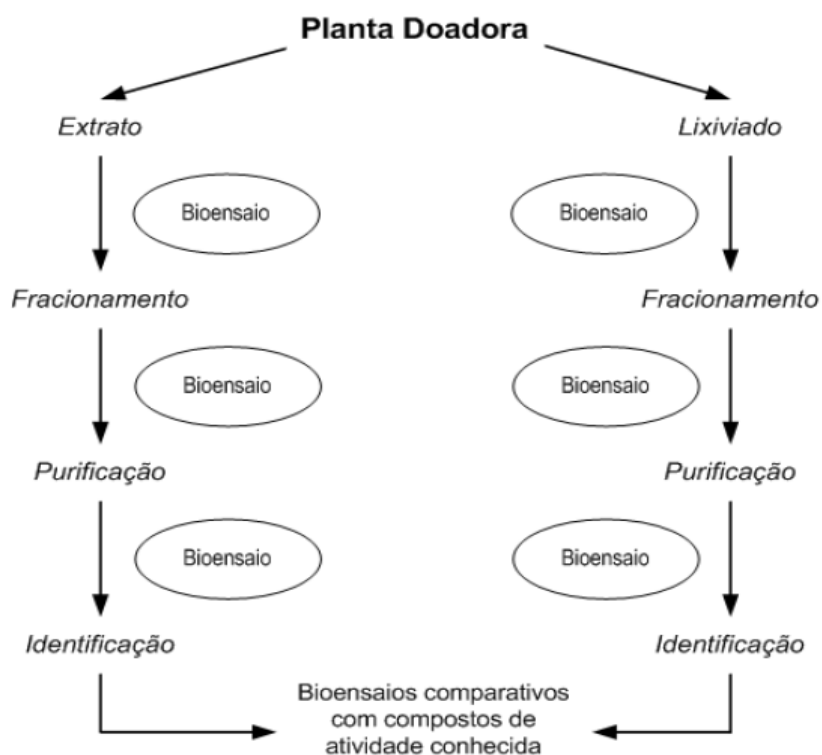 Planta Doadora
Extrato
Lixiviado
Bioensaio
Bioensaio
Fracionamento
Fracionamento
Bioensaio
Bioensaio
Purificação
Purificação
Bioensaio
Bioensaio
Identificação
Identificação
Bioensaios comparativos
com compostos de
atividade conhecida